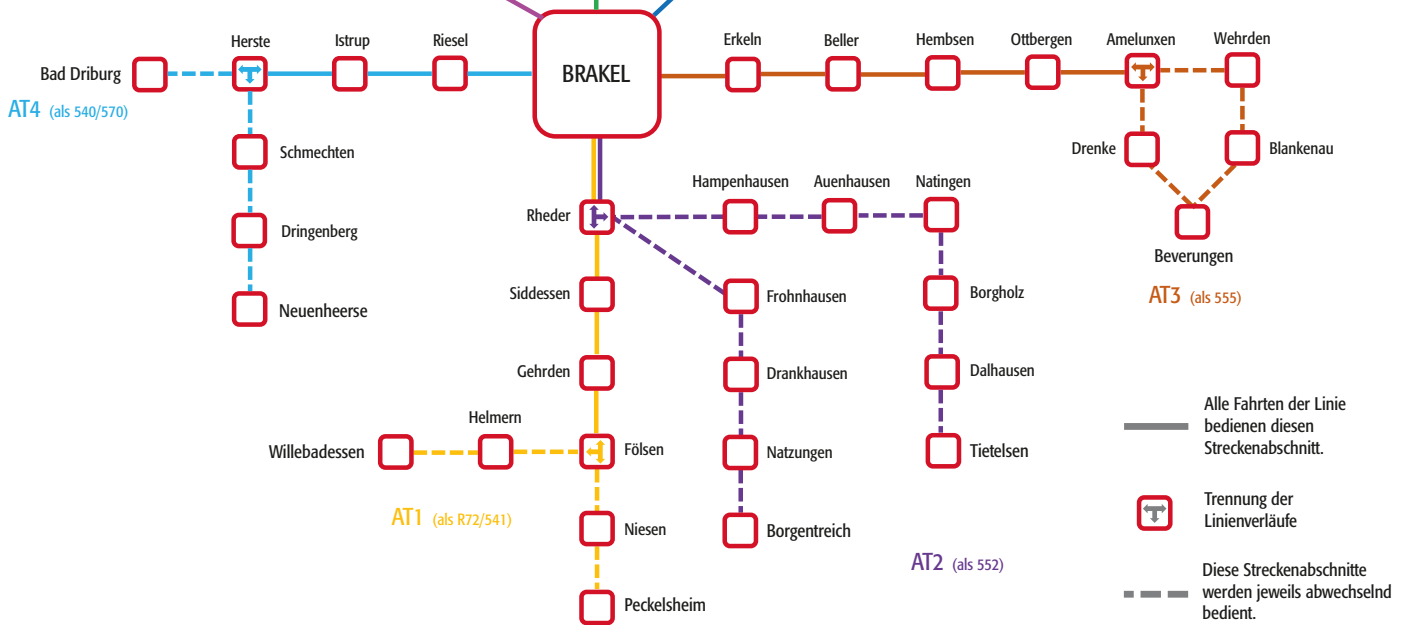 Herste
Istrup
Riesel
Erkeln
Beller
Hembsen
Ottbergen
Amelunxen
Wehrden
Bad Driburg
BRAKEL
AT4 (als 540/570)
Schmechten
Drenke
Blankenau
Hampenhausen
Auenhausen
Natingen
Rheder
Dringenberg
Beverungen
Siddessen
Frohnhausen
Borgholz
AT3 (als 555)
Neuenheerse
Gehrden
Drankhausen
Dalhausen
Helmern
Willebadessen
Fölsen
Natzungen
Tietelsen
AT1 (als R72/541)
Niesen
Borgentreich
AT2 (als 552)
Peckelsheim
Alle Fahrten der Linie
bedienen diesen
Streckenabschnitt.
Trennung der
Linienverläufe
Diese Streckenabschnitte
werden jeweils abwechselnd
bedient.